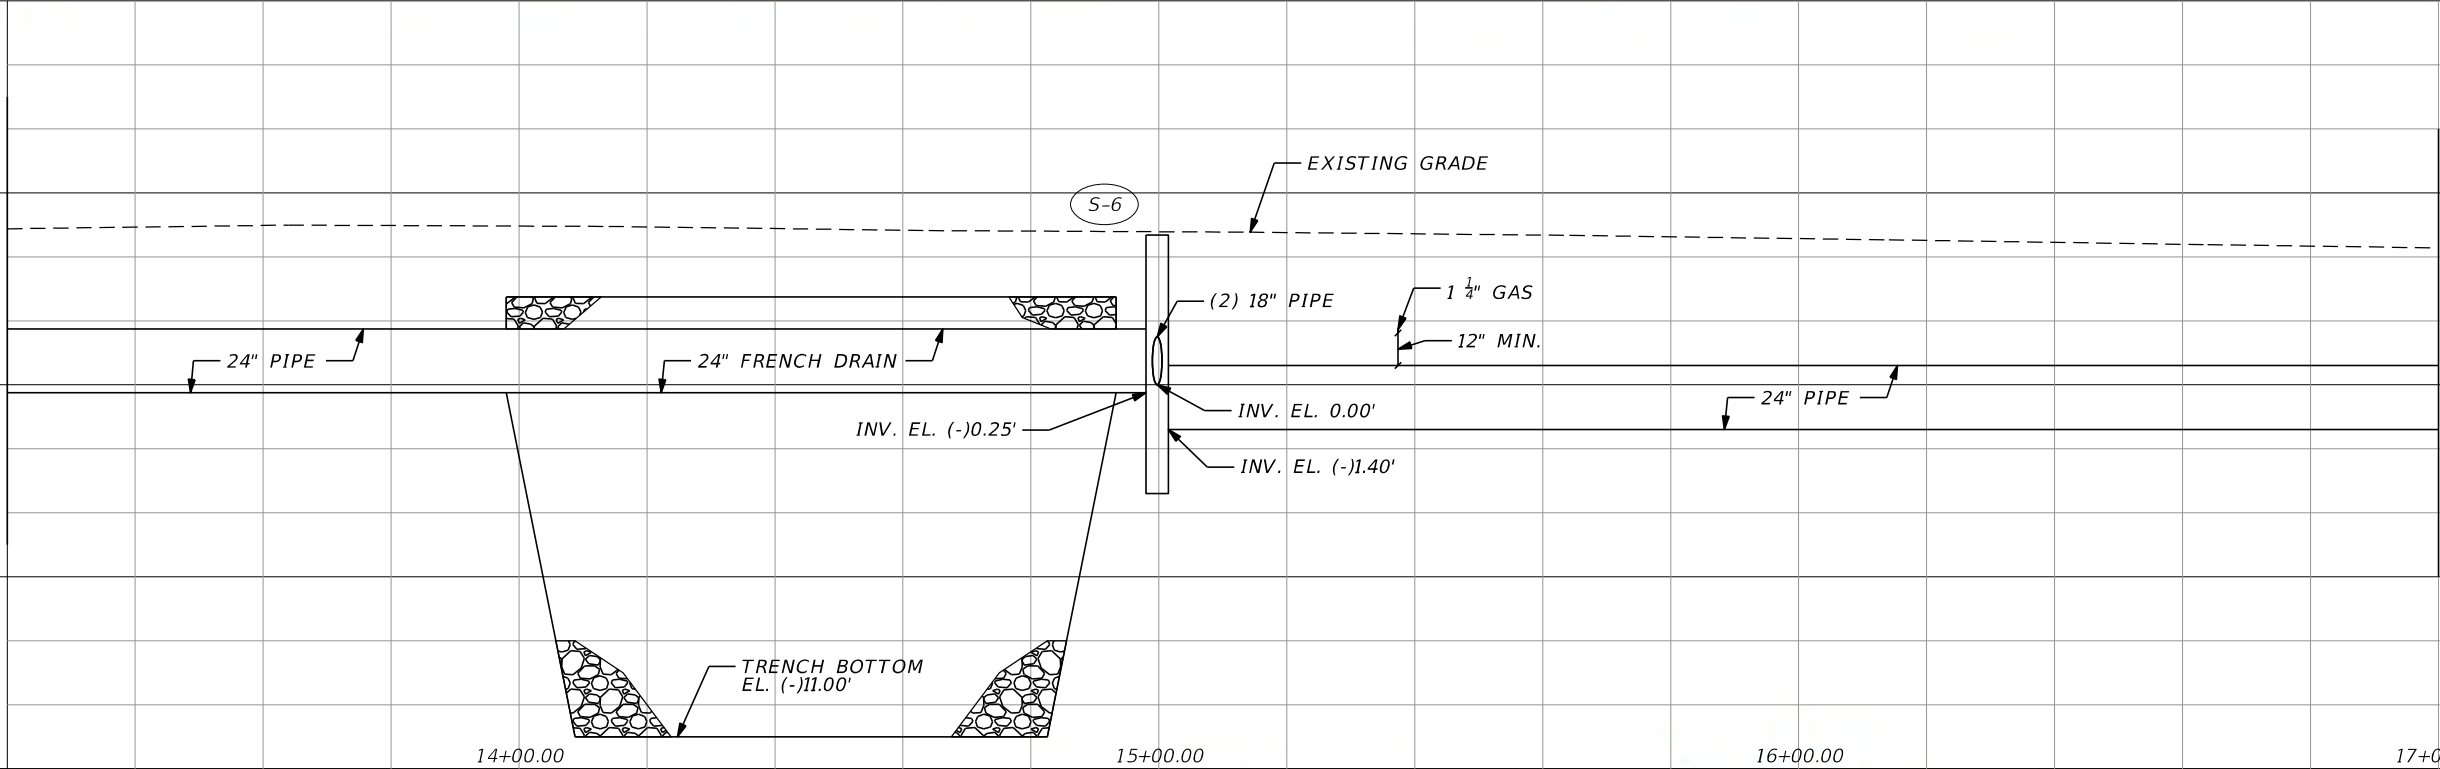 EXISTING GRADE
S-6
1 1/4" GAS
(2) 18" PIPE
12" MIN.
24" PIPE
24" FRENCH DRAIN
24" PIPE
INV. EL. 0.00'
INV. EL. (-)0.25'
INV. EL. (-)1.40'
TRENCH BOTTOM
EL. (-)11.00'
14+00.00
15+00.00
16+00.00
17+0